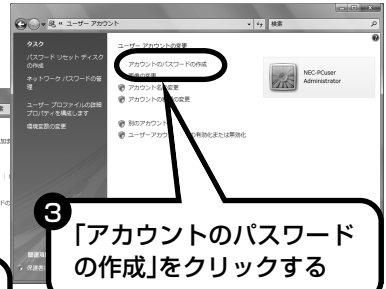 « ユーザー アカウント
検索
タスク
パスワード リセット ディスク
の作成
ネットワーク パスワードの管
理
ユーザー プロファイルの詳細
プロパティを構成します
環境変数の変更
ユーザー アカウントの変更
アカウントのパスワードの作成
画像の変更
アカウント名の変更
アカウントの
の変更
別のアカウント
ユーザーアカウント
の有効化または無効化
NEC-PCuser
Administrator
3
「アカウントのパスワード
の作成」をクリックする